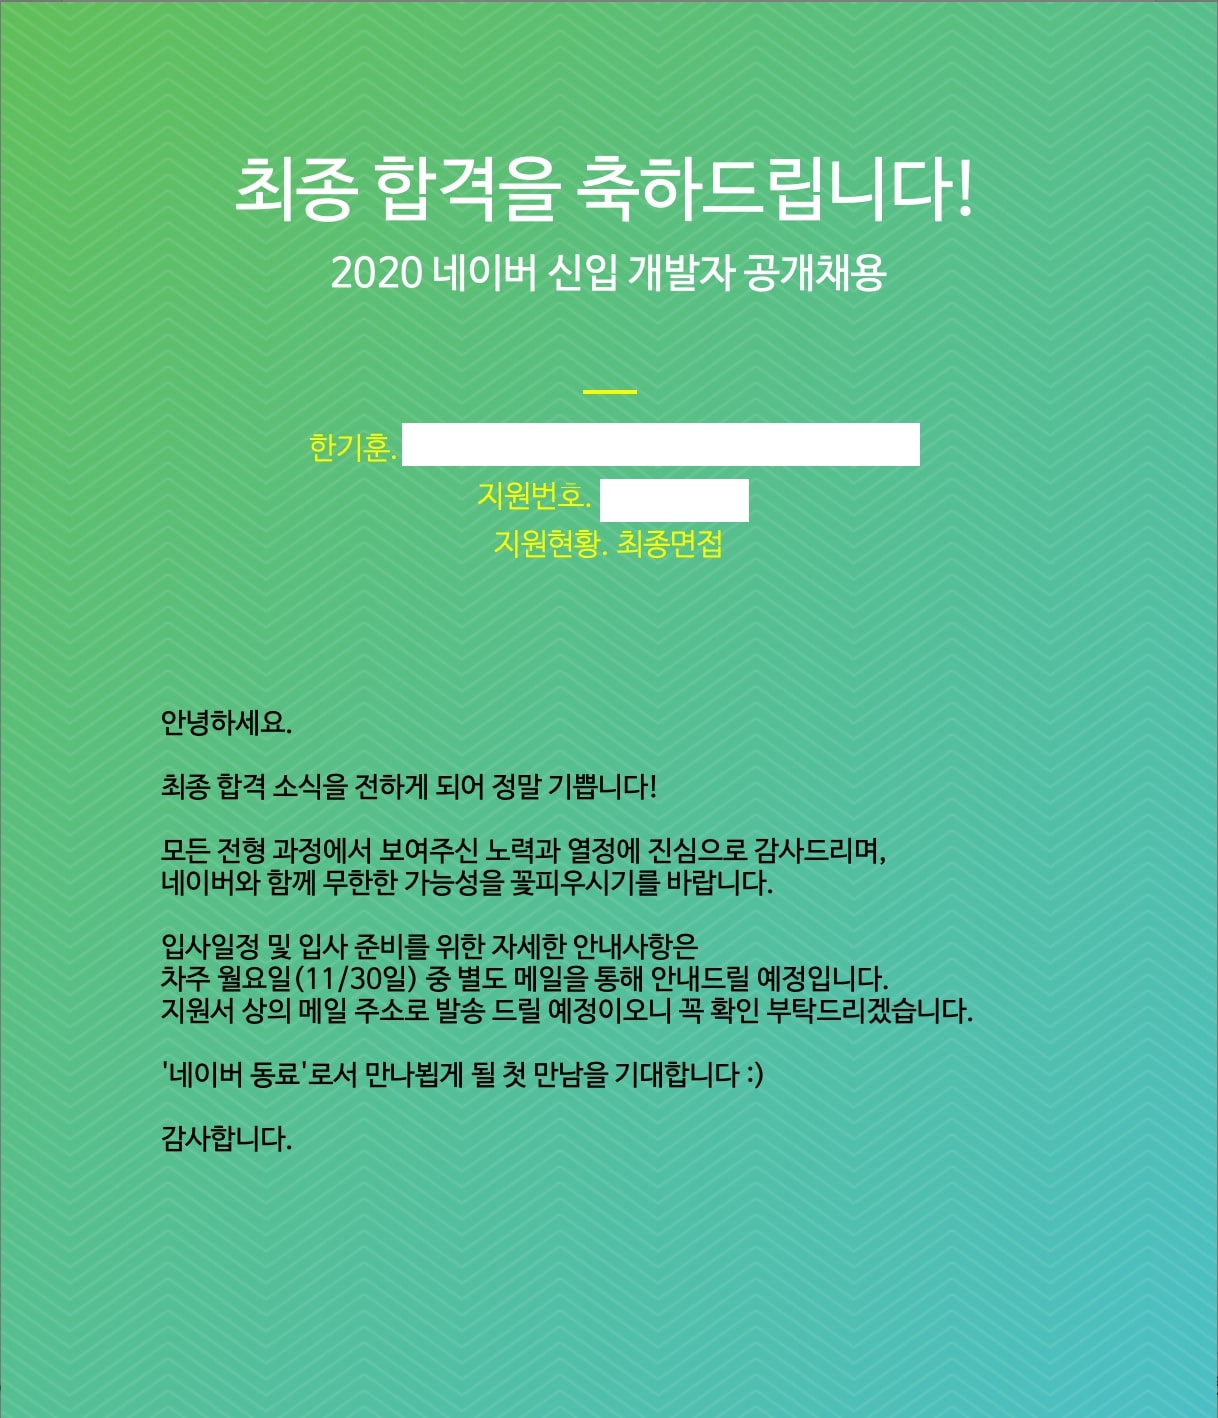 최종 합격을 축하드립니다!
2020 네이버 신입 개발자 공개채용
한기훈.
지원번호.
지원현황. 최종면접
안녕하세요.
최종 합격 소식을 전하게 되어 정말 기쁩니다!
모든 전형 과정에서 보여주신 노력과 열정에 진심으로 감사드리며,
네이버와 함께 무한한 가능성을 꽃피우시기를 바랍니다.
입사일정 및 입사 준비를 위한 자세한 안내사항은
차주 월요일(11/30일) 중 별도 메일을 통해 안내드릴 예정입니다.
지원서 상의 메일 주소로 발송 드릴 예정이오니 꼭 확인 부탁드리겠습니다.
'네이버 동료'로서 만나뵙게 될 첫 만남을 기대합니다 :)
감사합니다.